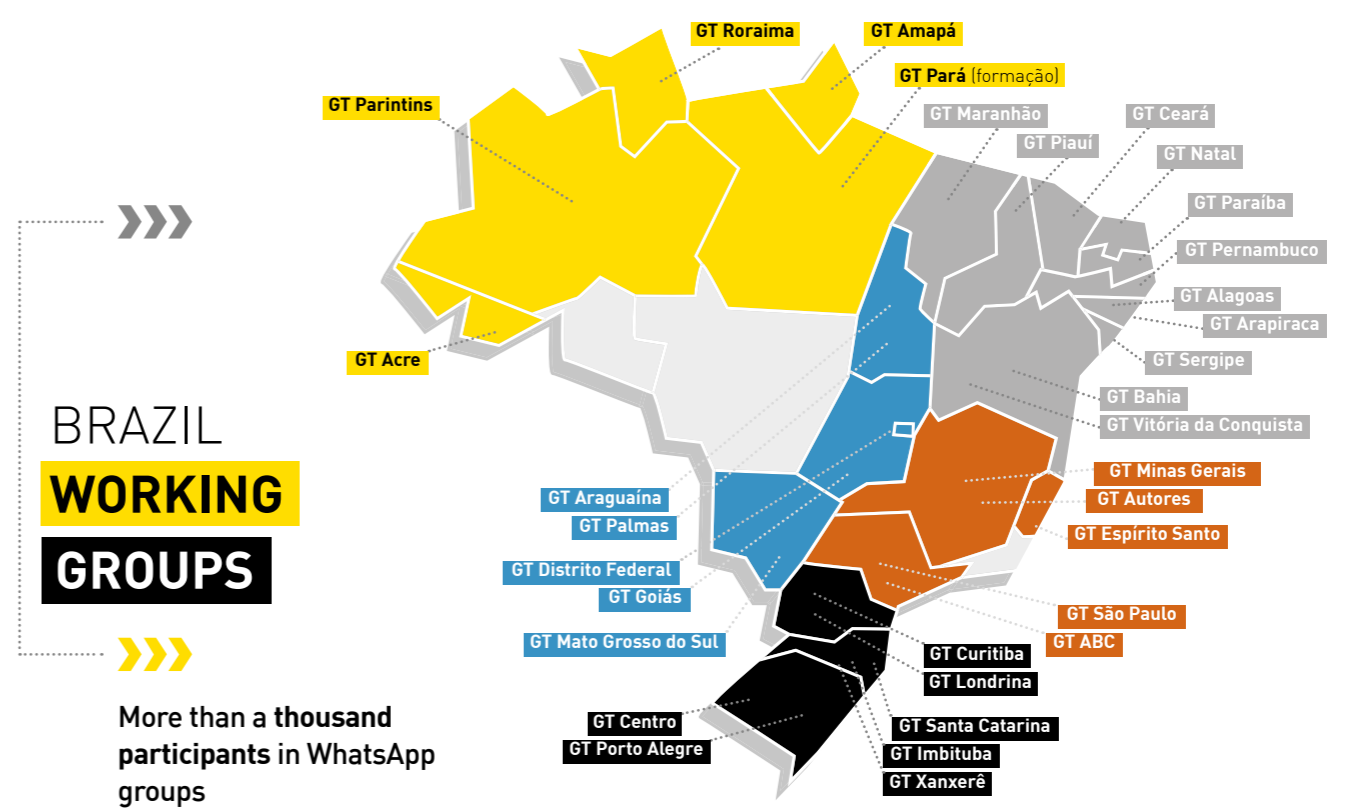 BRAZIL
WORKING
GROUPS
More than a thousand
participants in WhatsApp
groups
GT Roraima
GT Amapá
GT Pará (formação)
GT Parintins
GT Acre
GT Maranhão
GT Piauí
GT Ceará
GT Natal
GT Paraíba
GT Pernambuco
GT Alagoas
GT Arapiraca
GT Sergipe
GT Bahia
GT Vitória da Conquista
GT Araguaína
GT Palmas
GT Distrito Federal
GT Goiás
GT Mato Grosso do Sul
GT Minas Gerais
GT Autores
GT Espírito Santo
GT São Paulo
GT ABC
GT Curitiba
GT Londrina
GT Centro
GT Porto Alegre
GT Santa Catarina
GT Imbituba
GT Xanxerê